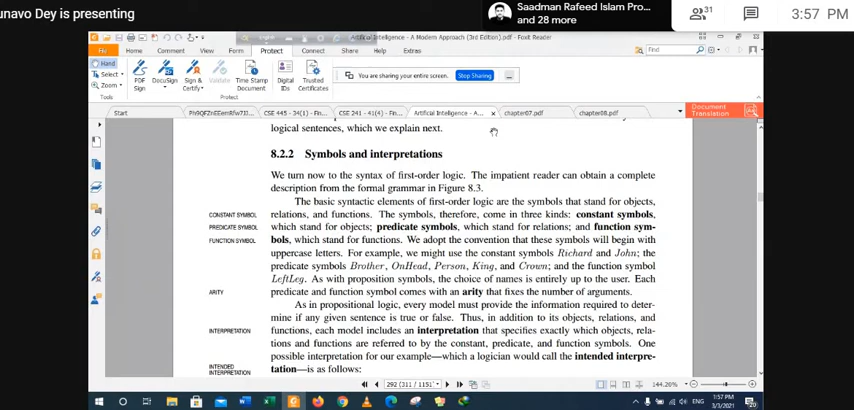 unavo Dey is presenting
Saadman Rafeed Islam Pro...
and 28 more
31
3:57 PM
Artificial Intelligence - A Modern Approach (3rd Edition).pdf - Foxit Reader
File Home Comment View Form Protect Connect Share Help Extras
Find
Hand
Select
Zoom
Tools
PDF Sign
DocuSign
Sign & Certify
Validate
Time Stamp Document
Digital IDs
Trusted Certificates
Protect
You are sharing your entire screen. Stop Sharing
Start CSE 445 - 34(1) - Fin... CSE 241 - 41(4) - Fin... Artificial Intelligence - A... chapter07.pdf chapter08.pdf
Document Translation
logical sentences, which we explain next.
8.2.2 Symbols and interpretations
We turn now to the syntax of first-order logic. The impatient reader can obtain a complete
description from the formal grammar in Figure 8.3.
The basic syntactic elements of first-order logic are the symbols that stand for objects,
CONSTANT SYMBOL relations, and functions. The symbols, therefore, come in three kinds: constant symbols,
PREDICATE SYMBOL which stand for objects; predicate symbols, which stand for relations; and function sym-
FUNCTION SYMBOL bols, which stand for functions. We adopt the convention that these symbols will begin with
uppercase letters. For example, we might use the constant symbols Richard and John; the
predicate symbols Brother, OnHead, Person, King, and Crown; and the function symbol
LeftLeg. As with proposition symbols, the choice of names is entirely up to the user. Each
ARITY predicate and function symbol comes with an arity that fixes the number of arguments.
As in propositional logic, every model must provide the information required to deter-
mine if any given sentence is true or false. Thus, in addition to its objects, relations, and
INTERPRETATION functions, each model includes an interpretation that specifies exactly which objects, rela-
tions and functions are referred to by the constant, predicate, and function symbols. One
possible interpretation for our example—which a logician would call the intended interpre-
INTENDED INTERPRETATION tation—is as follows:
292 (311 / 1151)
144.20%
ENG
1:57 PM
3/3/2021